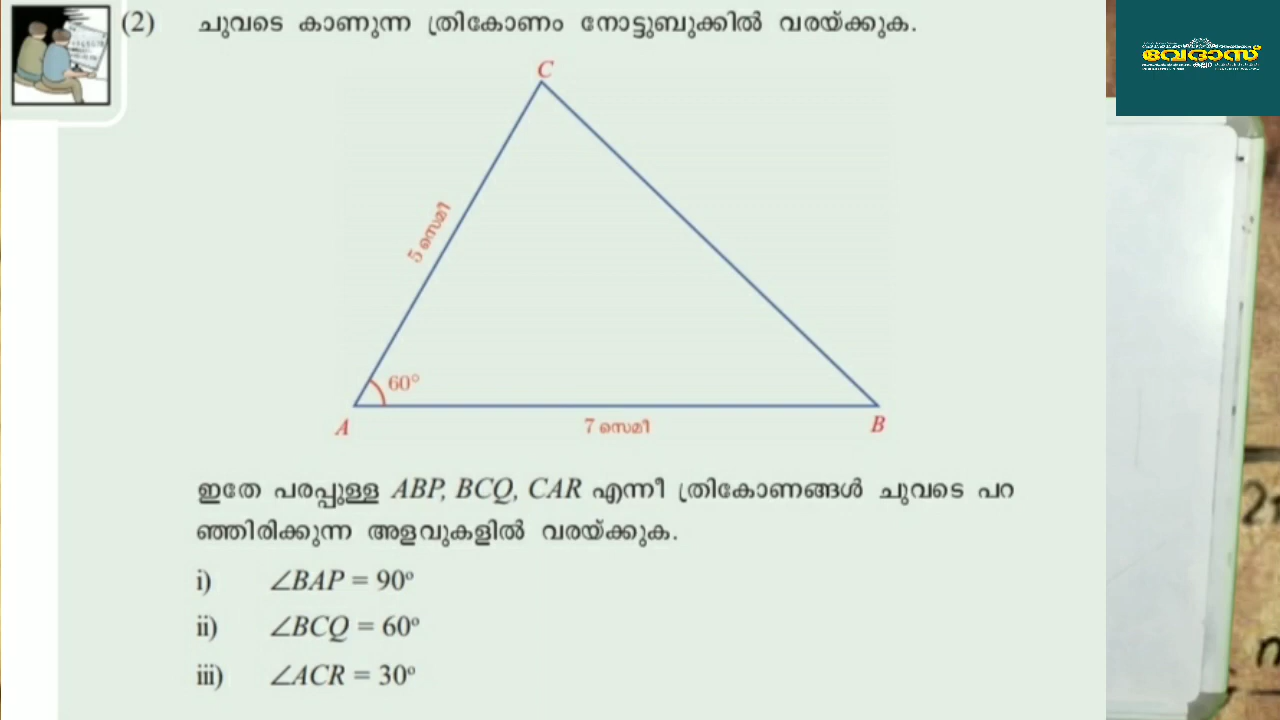 (2) ചുവടെ കാണുന്ന ത്രികോണം നോട്ടുബുക്കിൽ വരയ്ക്കുക.
വേദാസ്
C
5 സെമീ
60°
A
7 സെമീ
B
ഇതേ പരപ്പുള്ള ABP, BCQ, CAR എന്നീ ത്രികോണങ്ങൾ ചുവടെ പറ
ഞ്ഞിരിക്കുന്ന അളവുകളിൽ വരയ്ക്കുക.
i) ∠BAP = 90°
ii) ∠BCQ = 60°
iii) ∠ACR = 30°